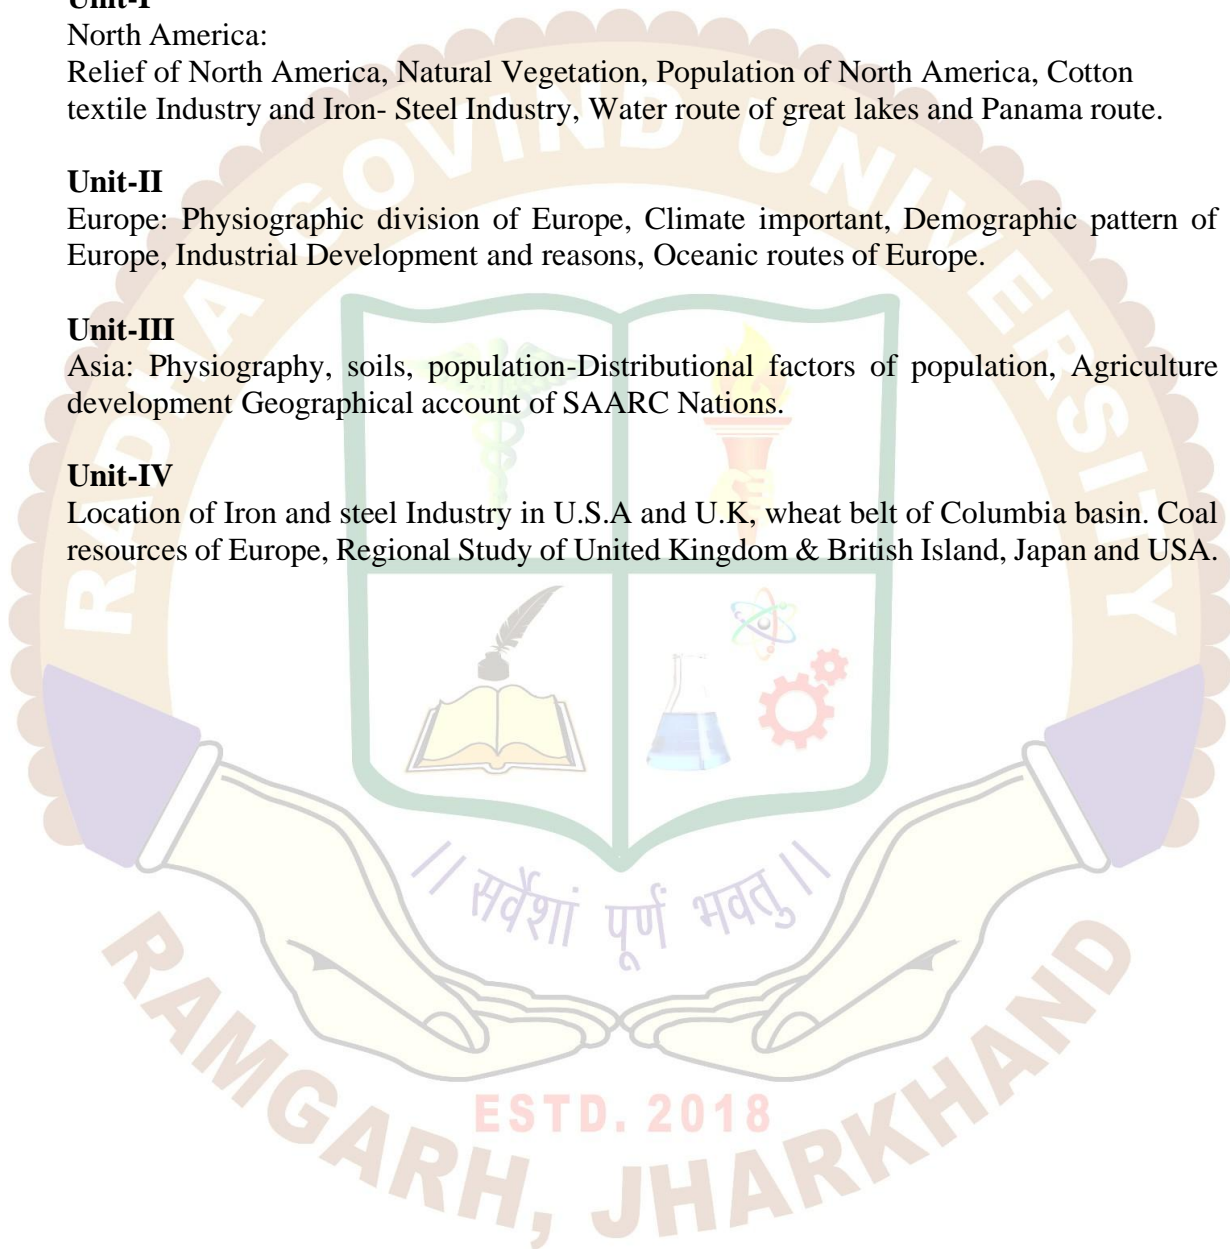 Unit-I
North America:
Relief of North America, Natural Vegetation, Population of North America, Cotton
textile Industry and Iron- Steel Industry, Water route of great lakes and Panama route.
Unit-II
Europe: Physiographic division of Europe, Climate important, Demographic pattern of
Europe, Industrial Development and reasons, Oceanic routes of Europe.
Unit-III
Asia: Physiography, soils, population-Distributional factors of population, Agriculture
development Geographical account of SAARC Nations.
Unit-IV
Location of Iron and steel Industry in U.S.A and U.K, wheat belt of Columbia basin. Coal
resources of Europe, Regional Study of United Kingdom & British Island, Japan and USA.
RADHA GOVIND UNIVERSITY
// सर्वेशां पूर्ण भवतु //
ESTD. 2018
RAMGARH, JHARKHAND